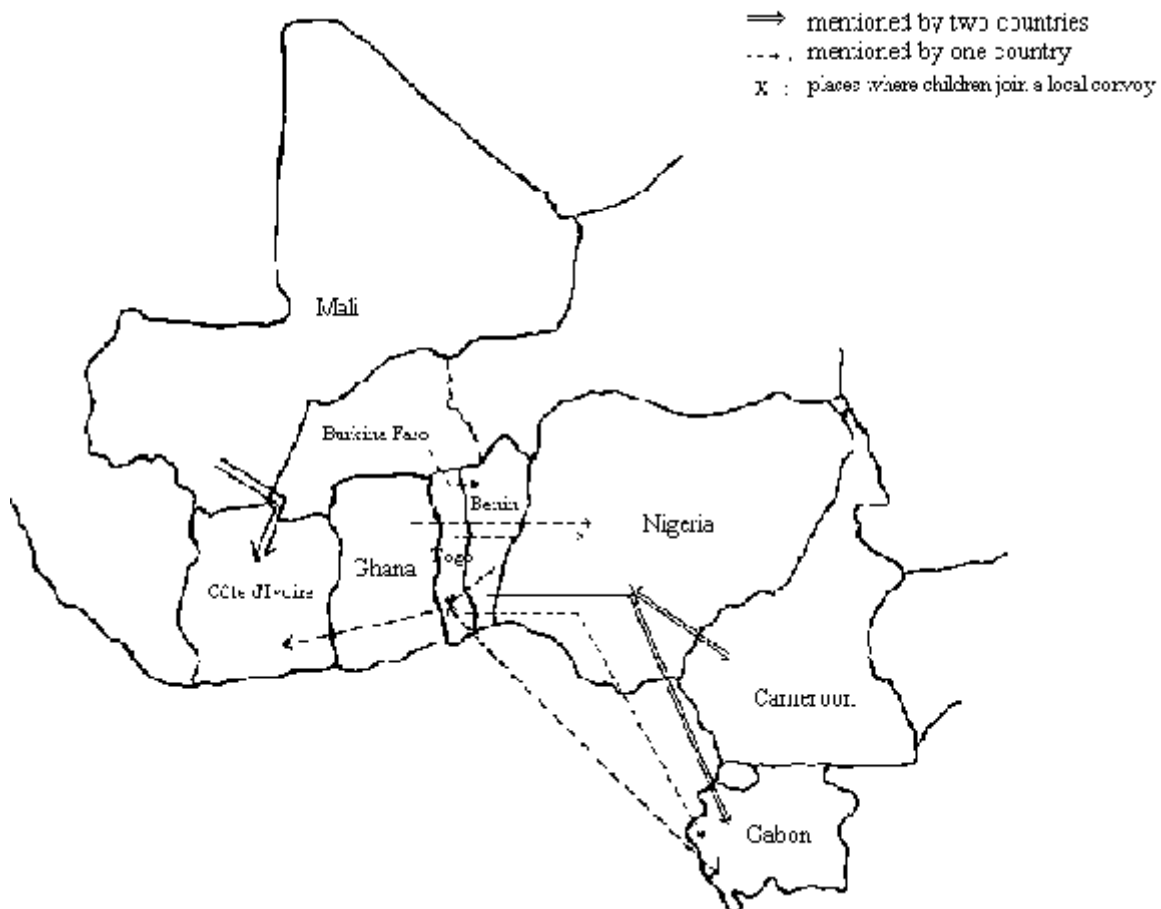 mentioned by two countries
mentioned by one country
X : places where children join a local convoy
Mali
Burkina Faso
Benin
Nigeria
Togo
Ghana
Côte d'Ivoire
Cameroon
Gabon